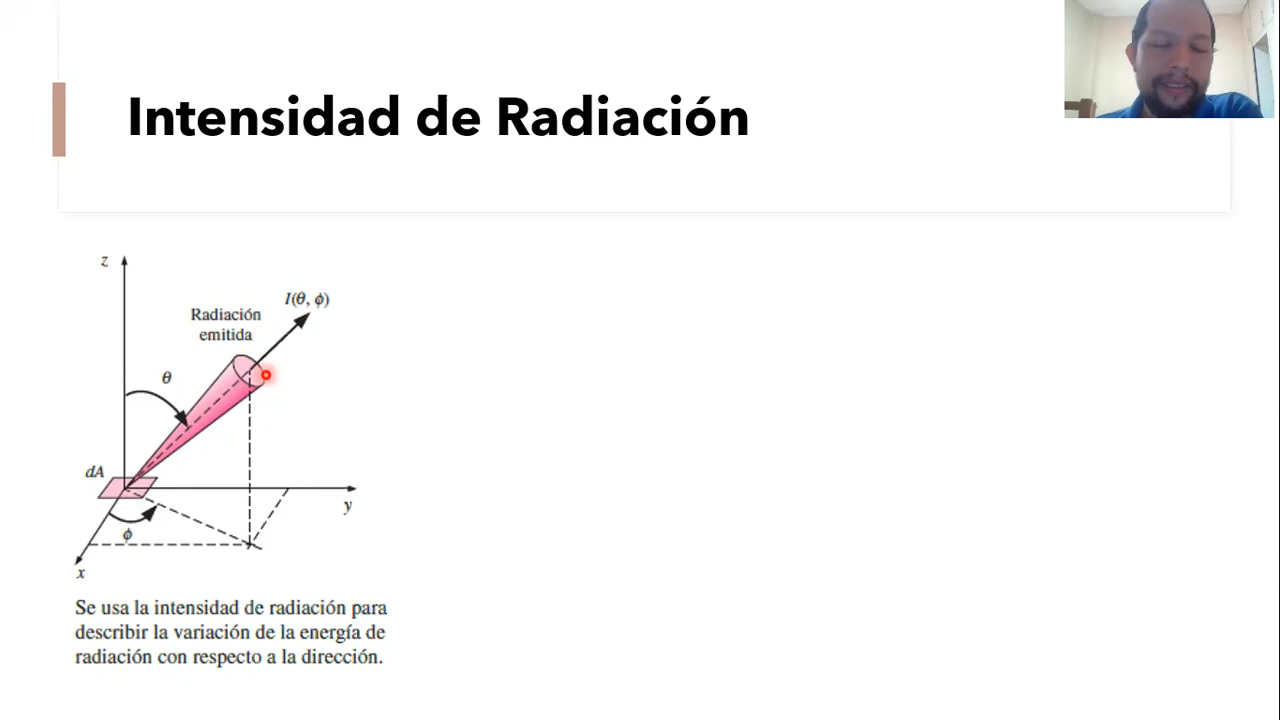 Intensidad de Radiación
z
I(θ, ϕ)
Radiación
emitida
θ
dA
y
ϕ
x
Se usa la intensidad de radiación para
describir la variación de la energía de
radiación con respecto a la dirección.